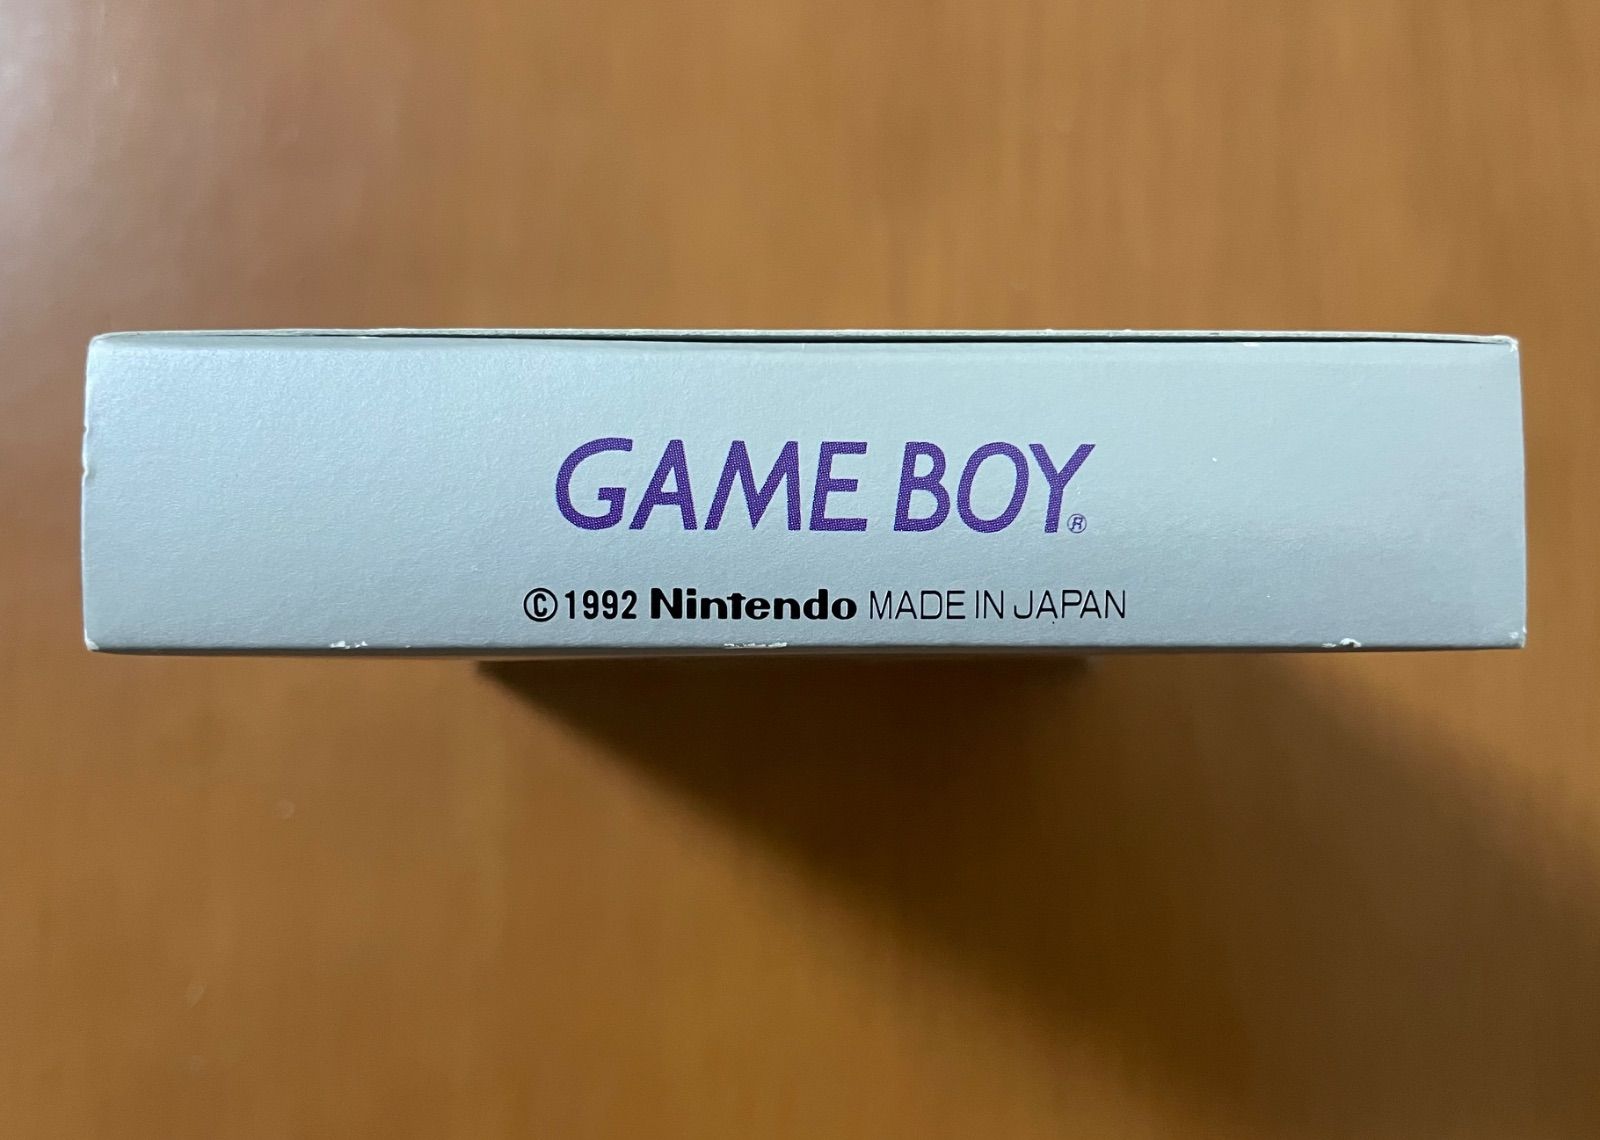 GAME BOY®
©1992 Nintendo MADE IN JAPAN